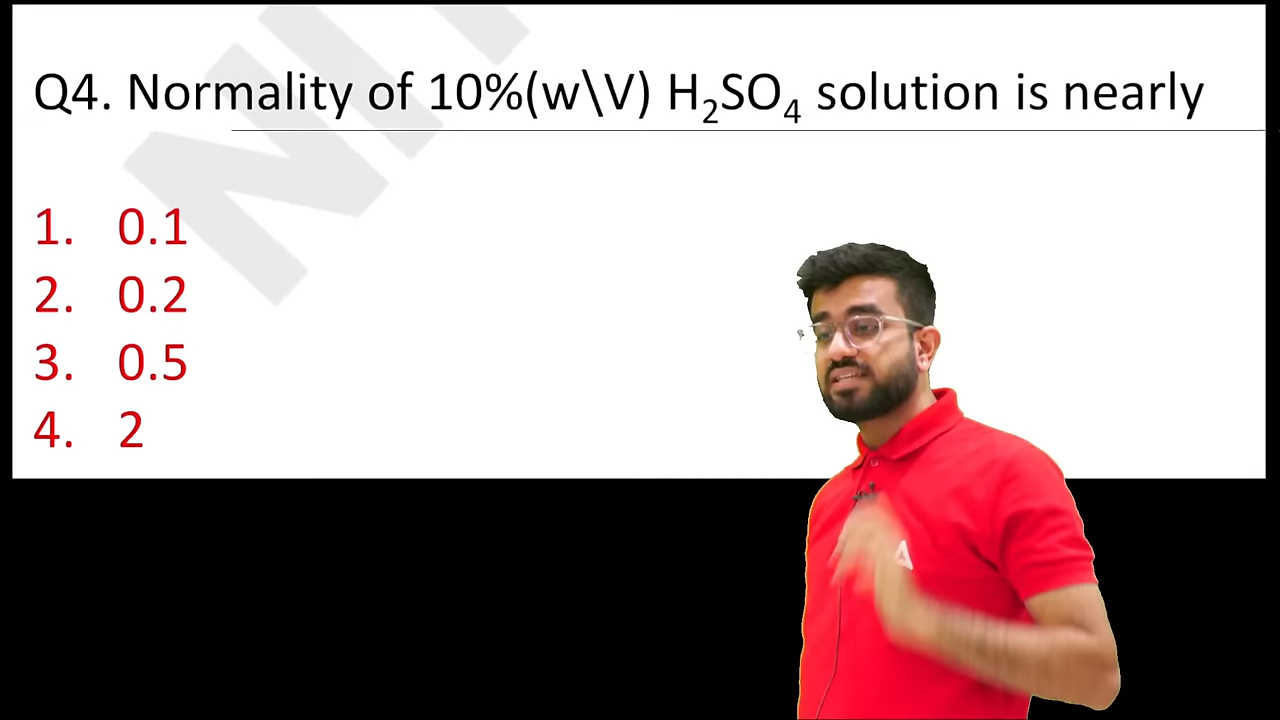 Q4. Normality of 10%(w\V) H₂SO₄ solution is nearly
1. 0.1
2. 0.2
3. 0.5
4. 2